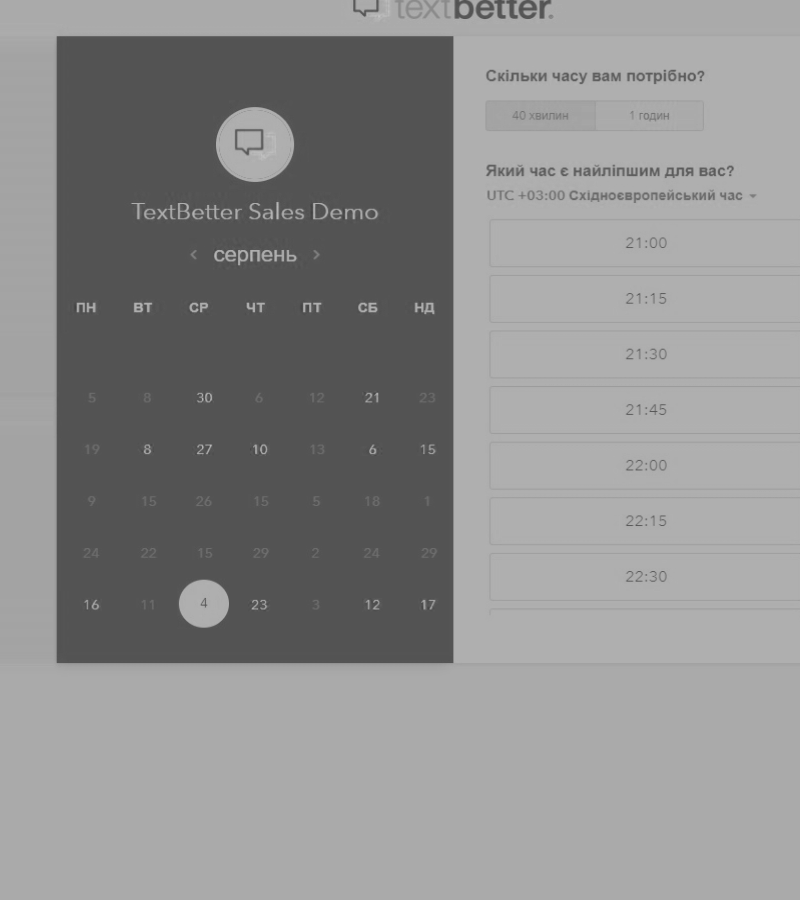 textbetter.
TextBetter Sales Demo
серпень
ПН ВТ СР ЧТ ПТ СБ НД
5 8 30 6 12 21 23
19 8 27 10 13 6 15
9 15 26 15 5 18 1
24 22 15 29 2 24 29
16 11 4 23 3 12 17
Скільки часу вам потрібно?
40 хвилин 1 годин
Який час є найліпшим для вас?
UTC +03:00 Східноєвропейський час
21:00
21:15
21:30
21:45
22:00
22:15
22:30